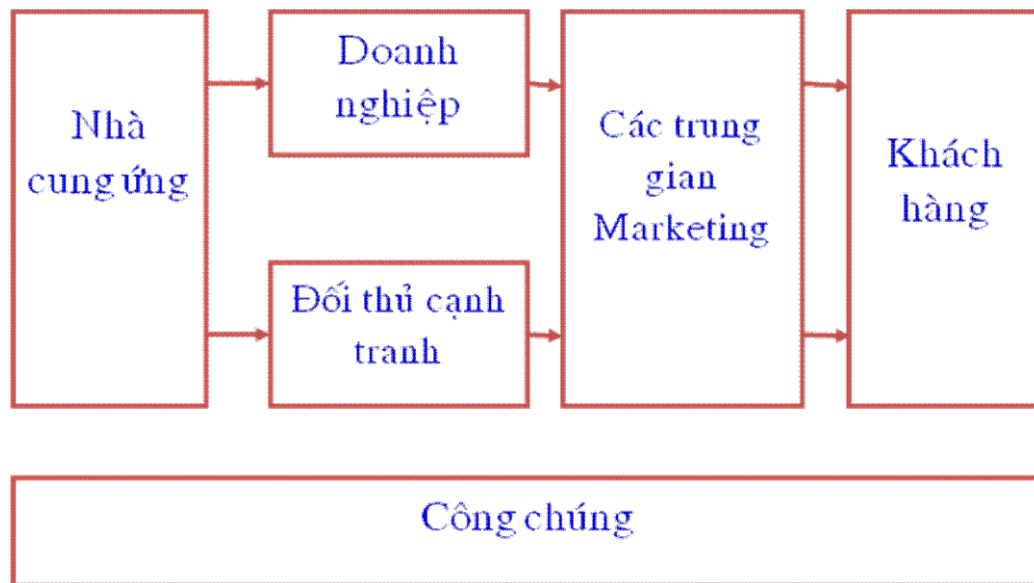 Nhà
cung ứng
Doanh
nghiệp
Đối thủ cạnh
tranh
Các trung
gian
Marketing
Khách
hàng
Công chúng